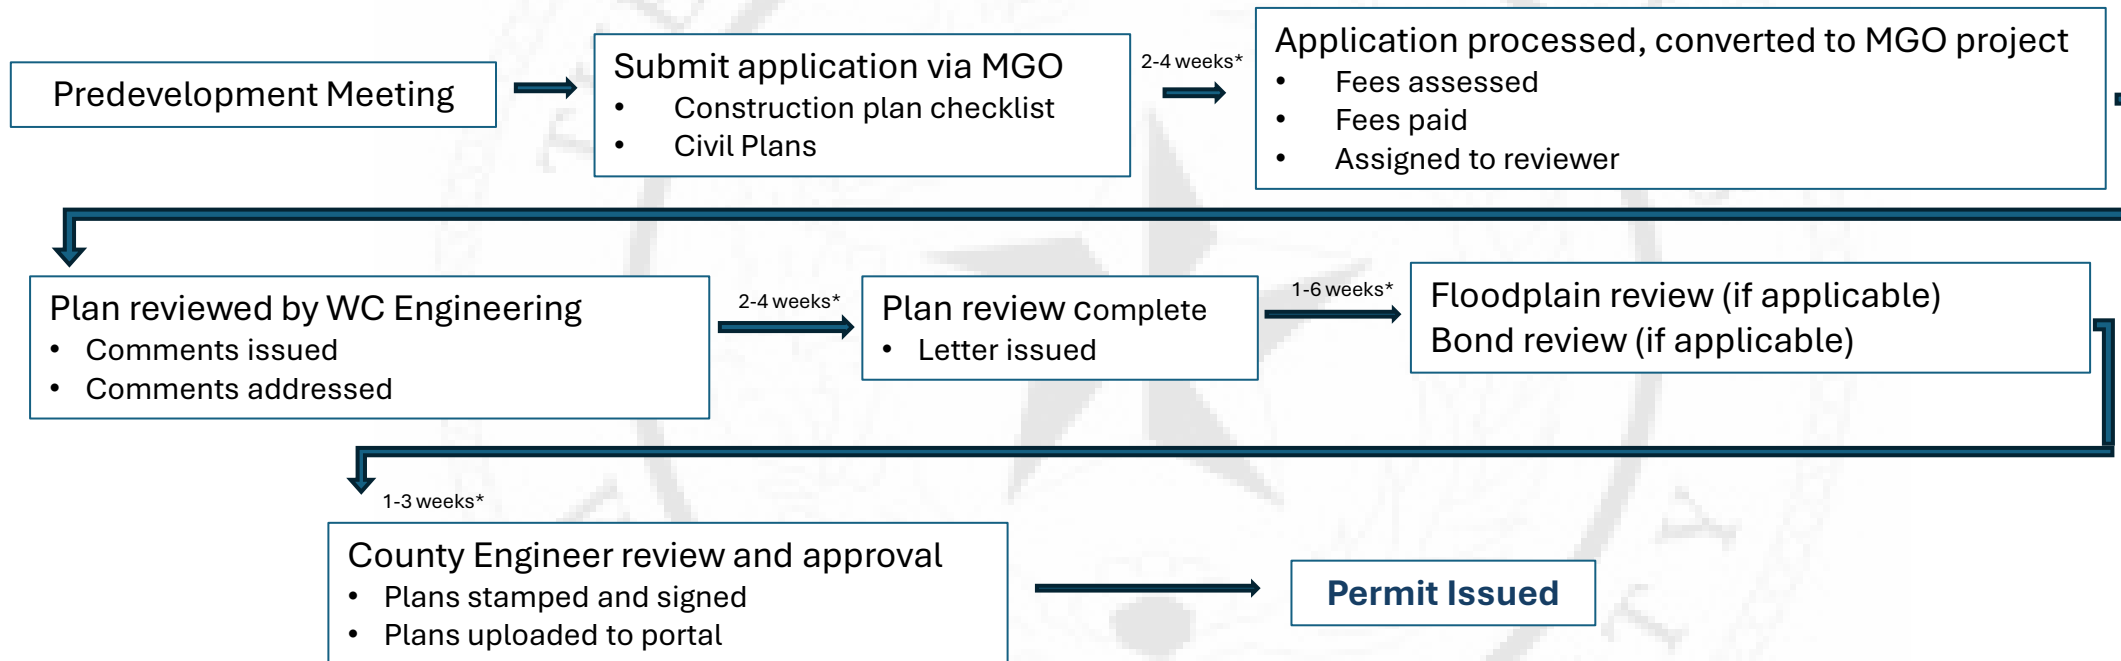 Predevelopment Meeting
Submit application via MGO
• Construction plan checklist
• Civil Plans
2-4 weeks*
Application processed, converted to MGO project
• Fees assessed
• Fees paid
• Assigned to reviewer
Plan reviewed by WC Engineering
• Comments issued
• Comments addressed
2-4 weeks*
Plan review complete
• Letter issued
1-6 weeks*
Floodplain review (if applicable)
Bond review (if applicable)
1-3 weeks*
County Engineer review and approval
• Plans stamped and signed
• Plans uploaded to portal
Permit Issued